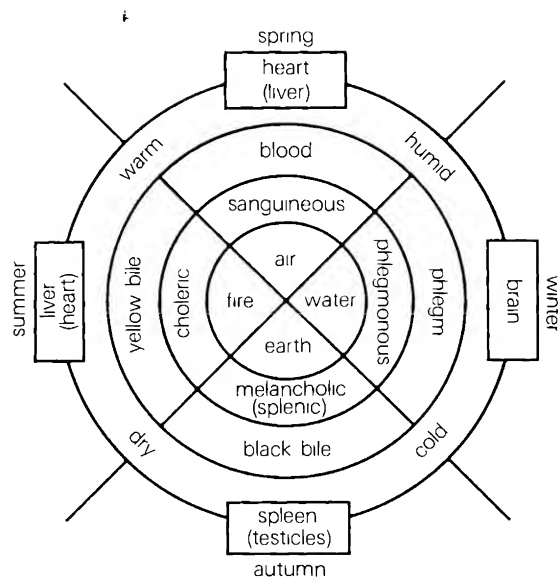 spring
heart
(liver)
warm
humid
blood
sanguineous
air
summer
liver
(heart)
yellow bile
choleric
fire
water
phlegmonous
phlegm
brain
winter
earth
melancholic
(splenic)
dry
black bile
cold
spleen
(testicles)
autumn